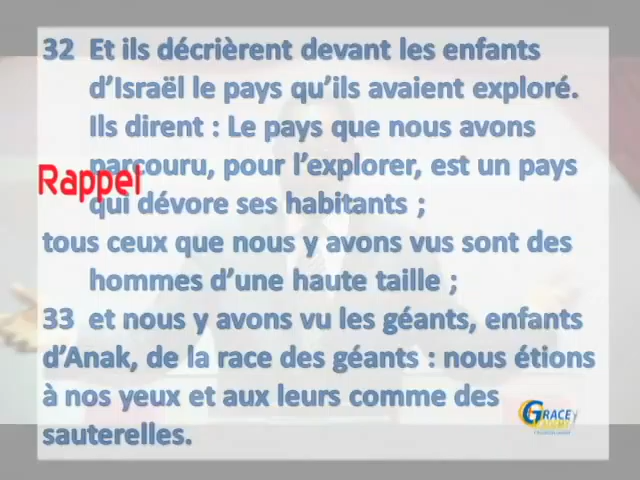 32 Et ils décrièrent devant les enfants
d'Israël le pays qu'ils avaient exploré.
Ils dirent : Le pays que nous avons
parcouru, pour l'explorer, est un pays
Rappel
qui dévore ses habitants ;
tous ceux que nous y avons vus sont des
hommes d'une haute taille ;
33 et nous y avons vu les géants, enfants
d'Anak, de la race des géants : nous étions
à nos yeux et aux leurs comme des
sauterelles.
GRACE
ACADEMY